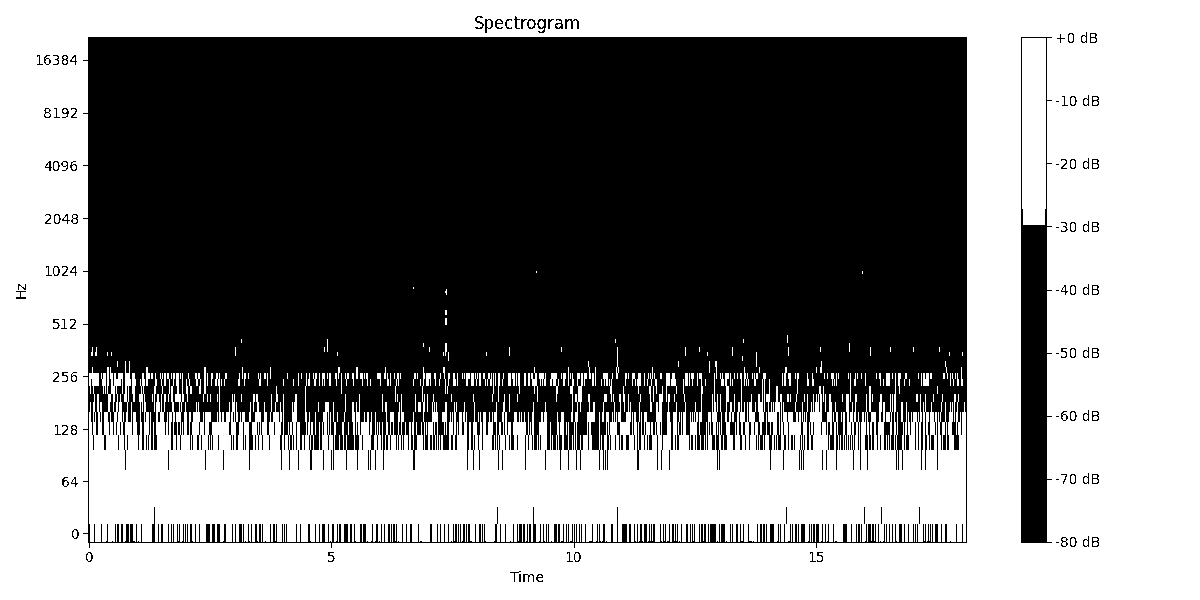 Spectrogram
Hz
16384
8192
4096
2048
1024
512
256
128
64
0
0 5 10 15
Time
+0 dB
-10 dB
-20 dB
-30 dB
-40 dB
-50 dB
-60 dB
-70 dB
-80 dB